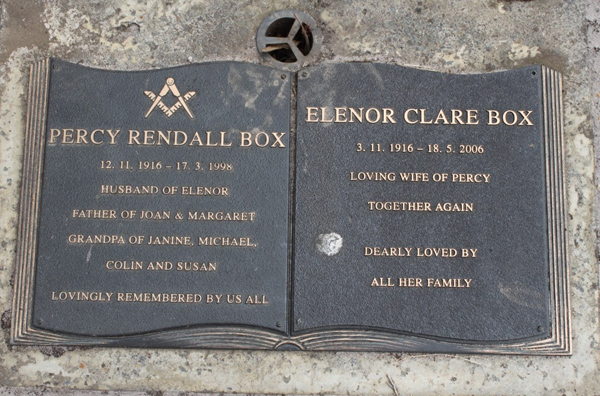 PERCY RENDALL BOX
12. 11. 1916 – 17. 3. 1998
HUSBAND OF ELENOR
FATHER OF JOAN & MARGARET
GRANDPA OF JANINE, MICHAEL,
COLIN AND SUSAN
LOVINGLY REMEMBERED BY US ALL
ELENOR CLARE BOX
3. 11. 1916 – 18. 5. 2006
LOVING WIFE OF PERCY
TOGETHER AGAIN
DEARLY LOVED BY
ALL HER FAMILY